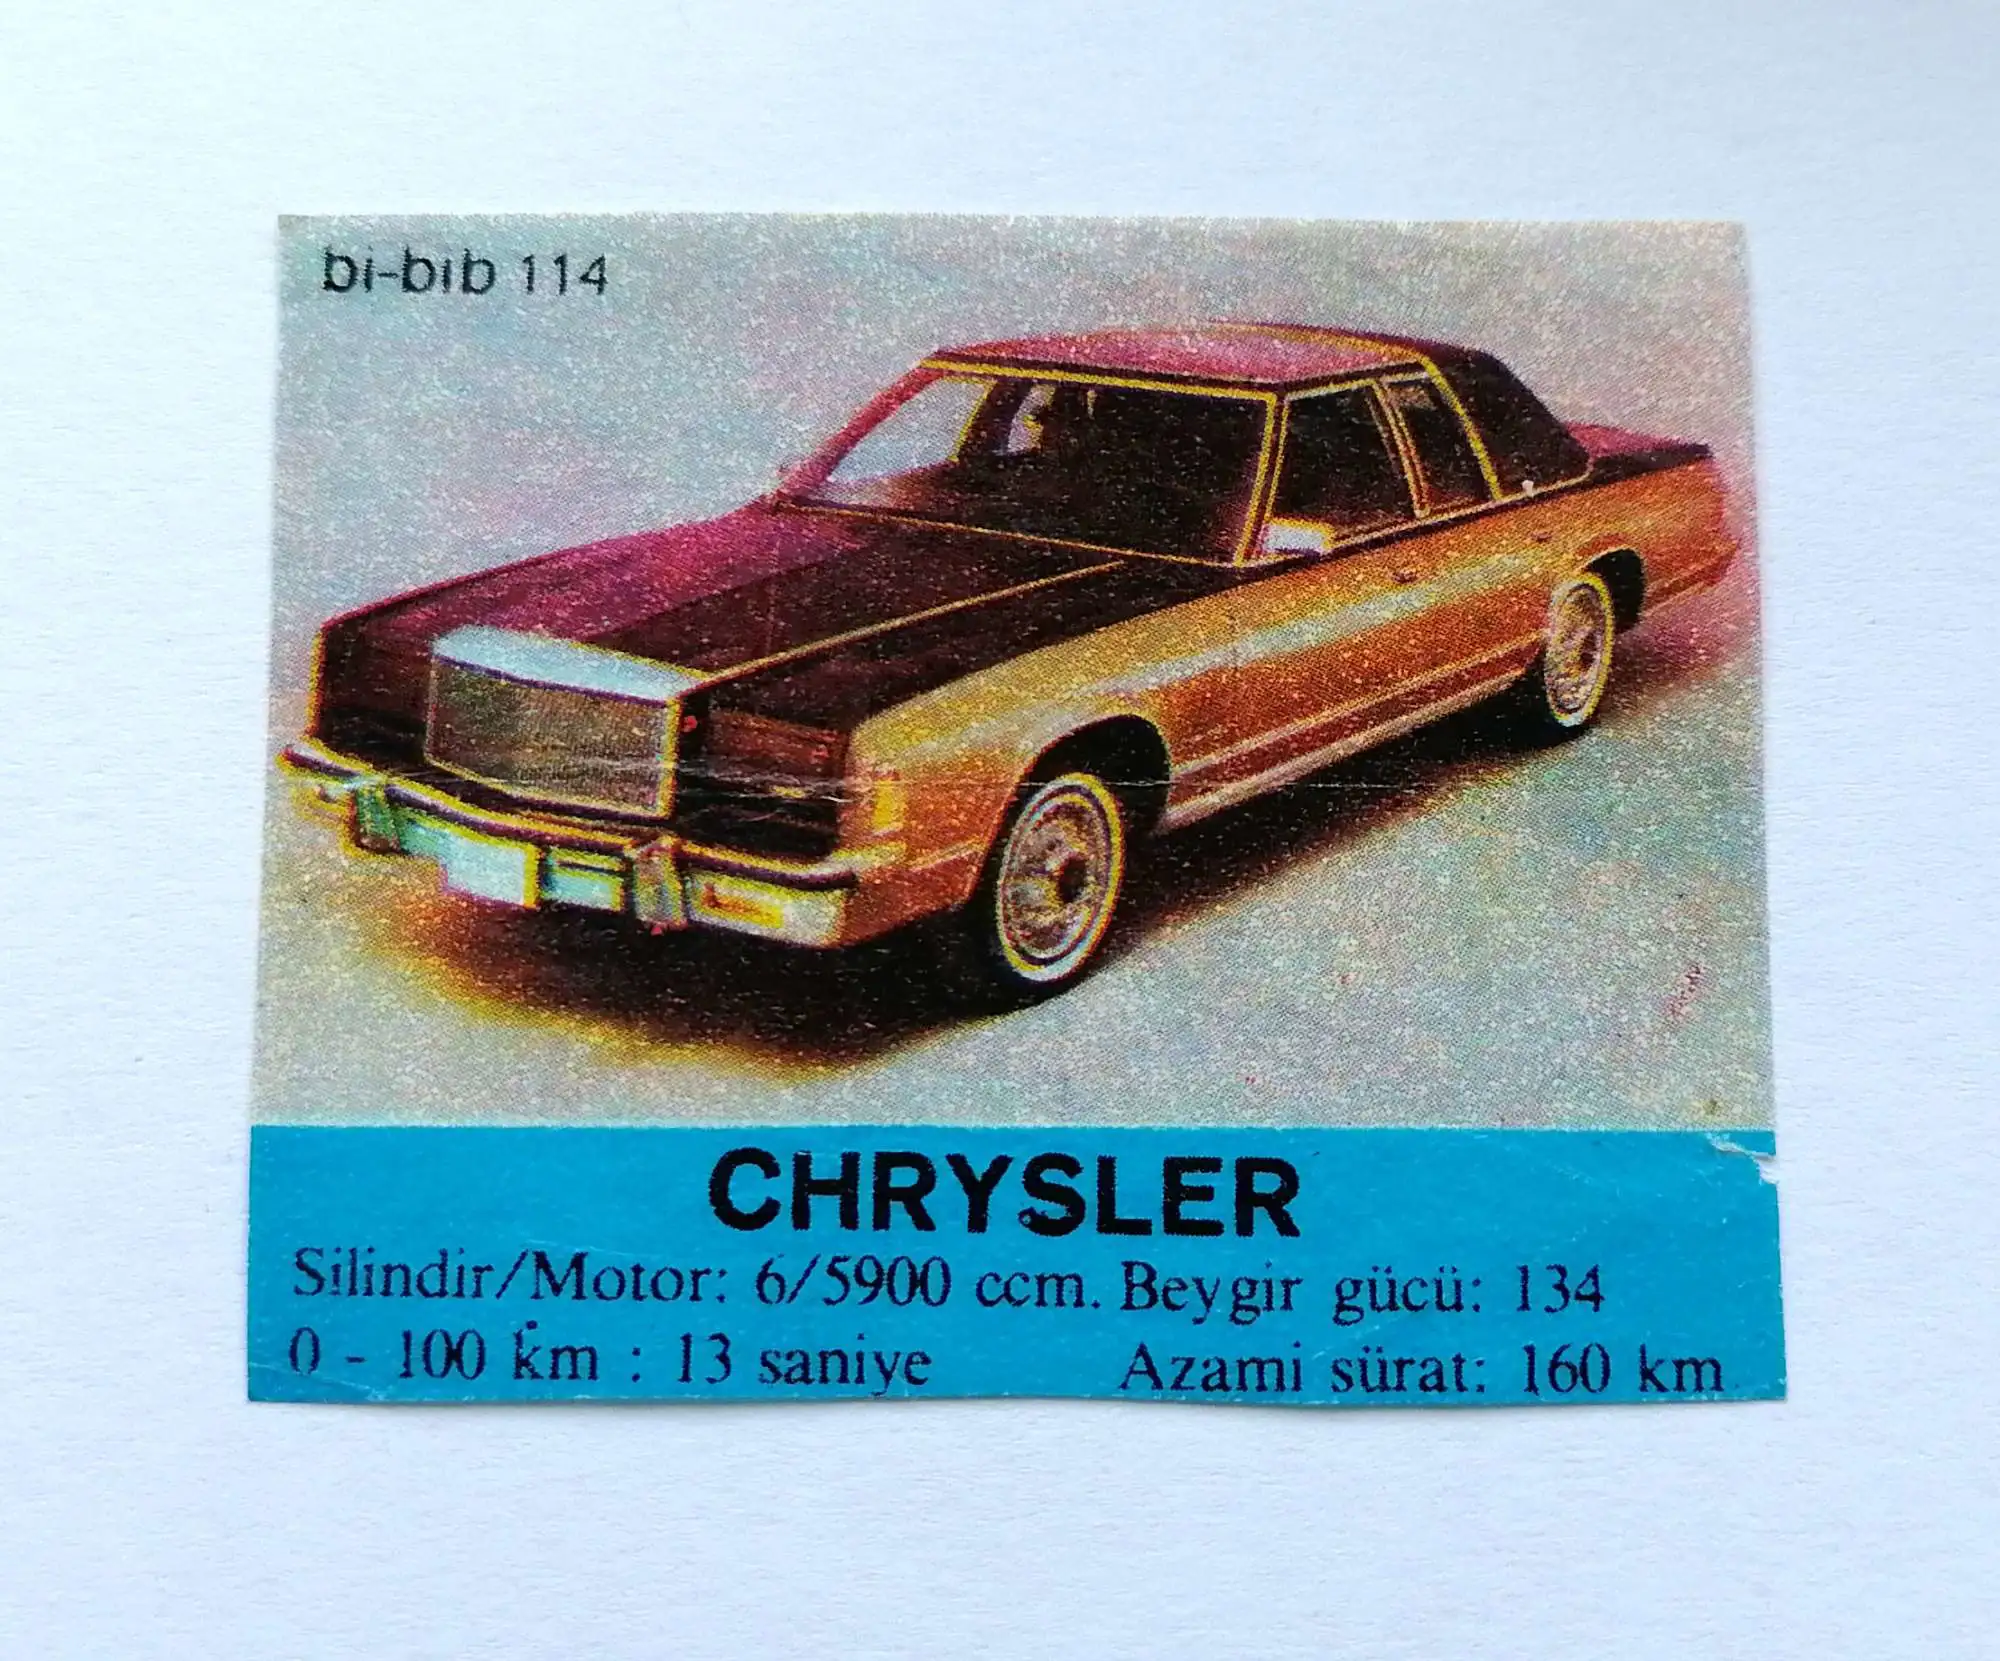 bi-bib 114
CHRYSLER
Silindir/Motor: 6/5900 ccm. Beygir gücü: 134
0 - 100 km : 13 saniye Azami sürat: 160 km